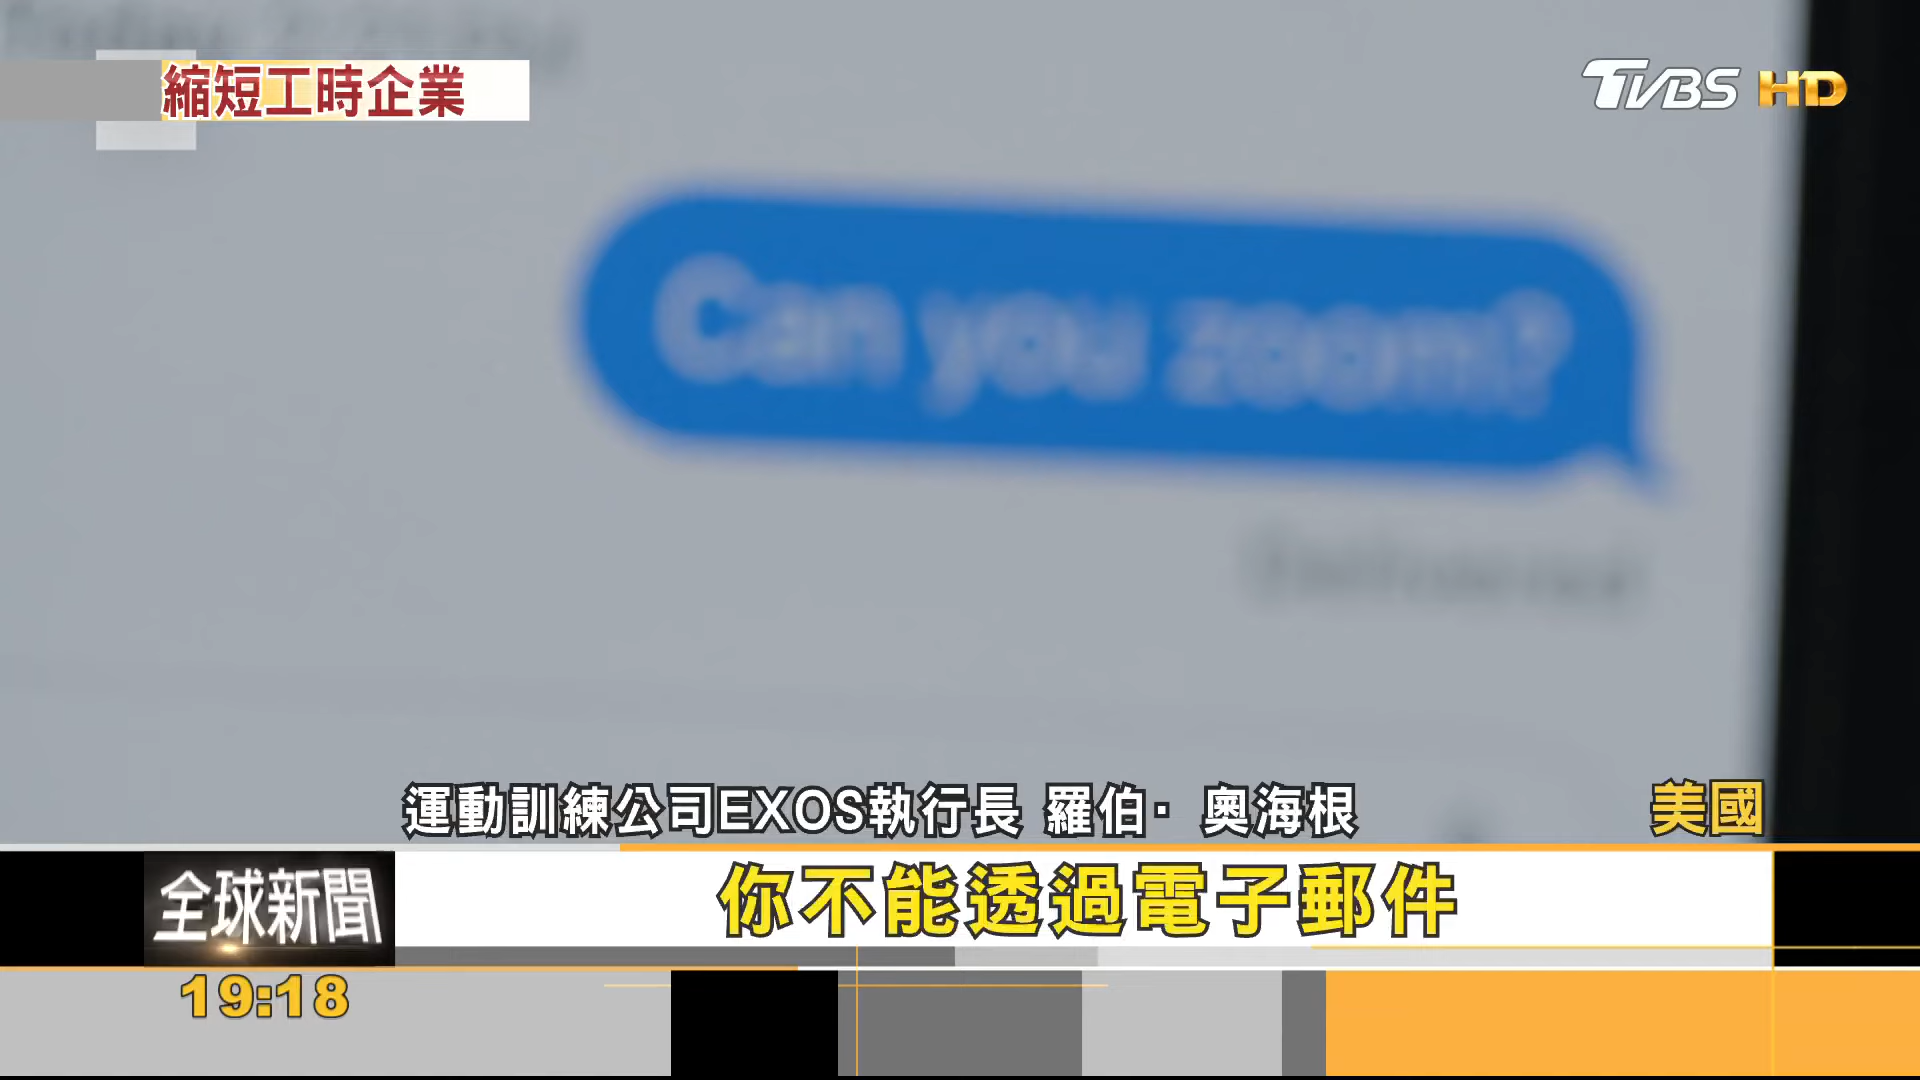 縮短工時企業
TVBS HD
Can you zoom?
Delivered
運動訓練公司EXOS執行長 羅伯·奧海根
美國
全球新聞
你不能透過電子郵件
19:18